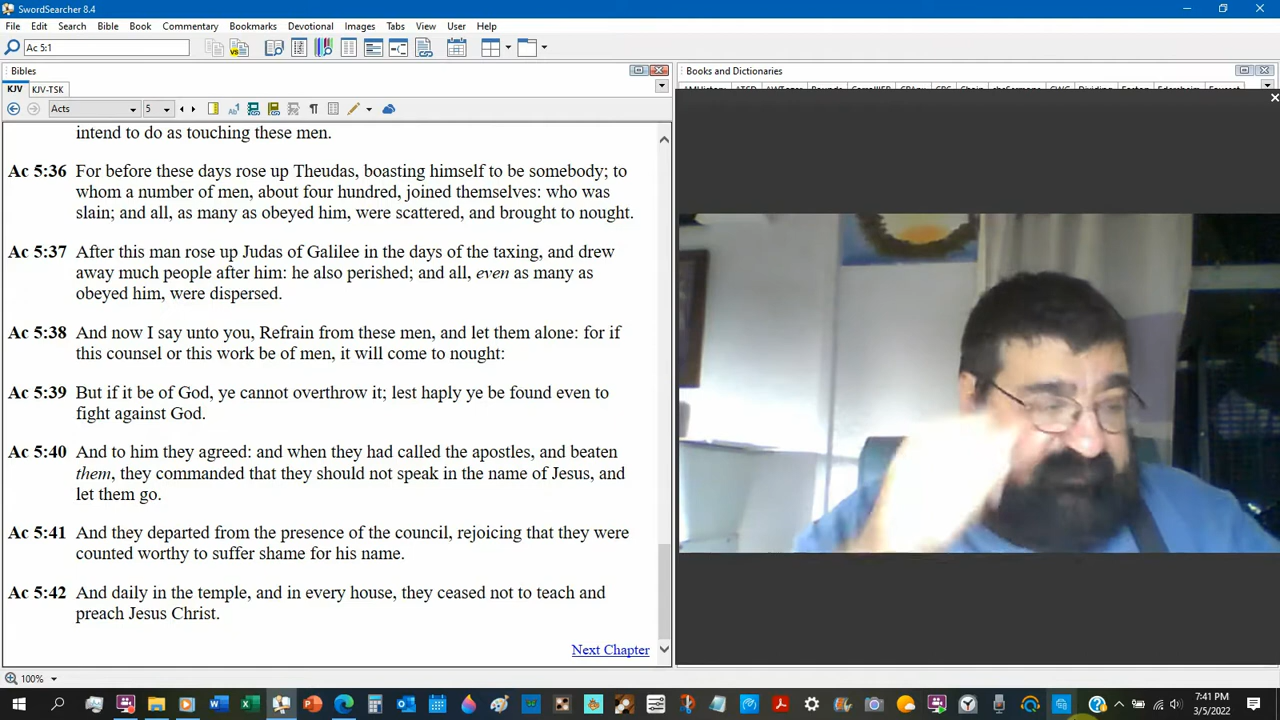 SwordSearcher 8.4
File Edit Search Bible Book Commentary Bookmarks Devotional Images Tabs View User Help
Ac 5:1
Bibles
Books and Dictionaries
KJV KJV-TSK
Acts 5
intend to do as touching these men.
Ac 5:36 For before these days rose up Theudas, boasting himself to be somebody; to
whom a number of men, about four hundred, joined themselves: who was
slain; and all, as many as obeyed him, were scattered, and brought to nought.
Ac 5:37 After this man rose up Judas of Galilee in the days of the taxing, and drew
away much people after him: he also perished; and all, even as many as
obeyed him, were dispersed.
Ac 5:38 And now I say unto you, Refrain from these men, and let them alone: for if
this counsel or this work be of men, it will come to nought:
Ac 5:39 But if it be of God, ye cannot overthrow it; lest haply ye be found even to
fight against God.
Ac 5:40 And to him they agreed: and when they had called the apostles, and beaten
them, they commanded that they should not speak in the name of Jesus, and
let them go.
Ac 5:41 And they departed from the presence of the council, rejoicing that they were
counted worthy to suffer shame for his name.
Ac 5:42 And daily in the temple, and in every house, they ceased not to teach and
preach Jesus Christ.
Next Chapter
100%
7:41 PM
3/5/2022